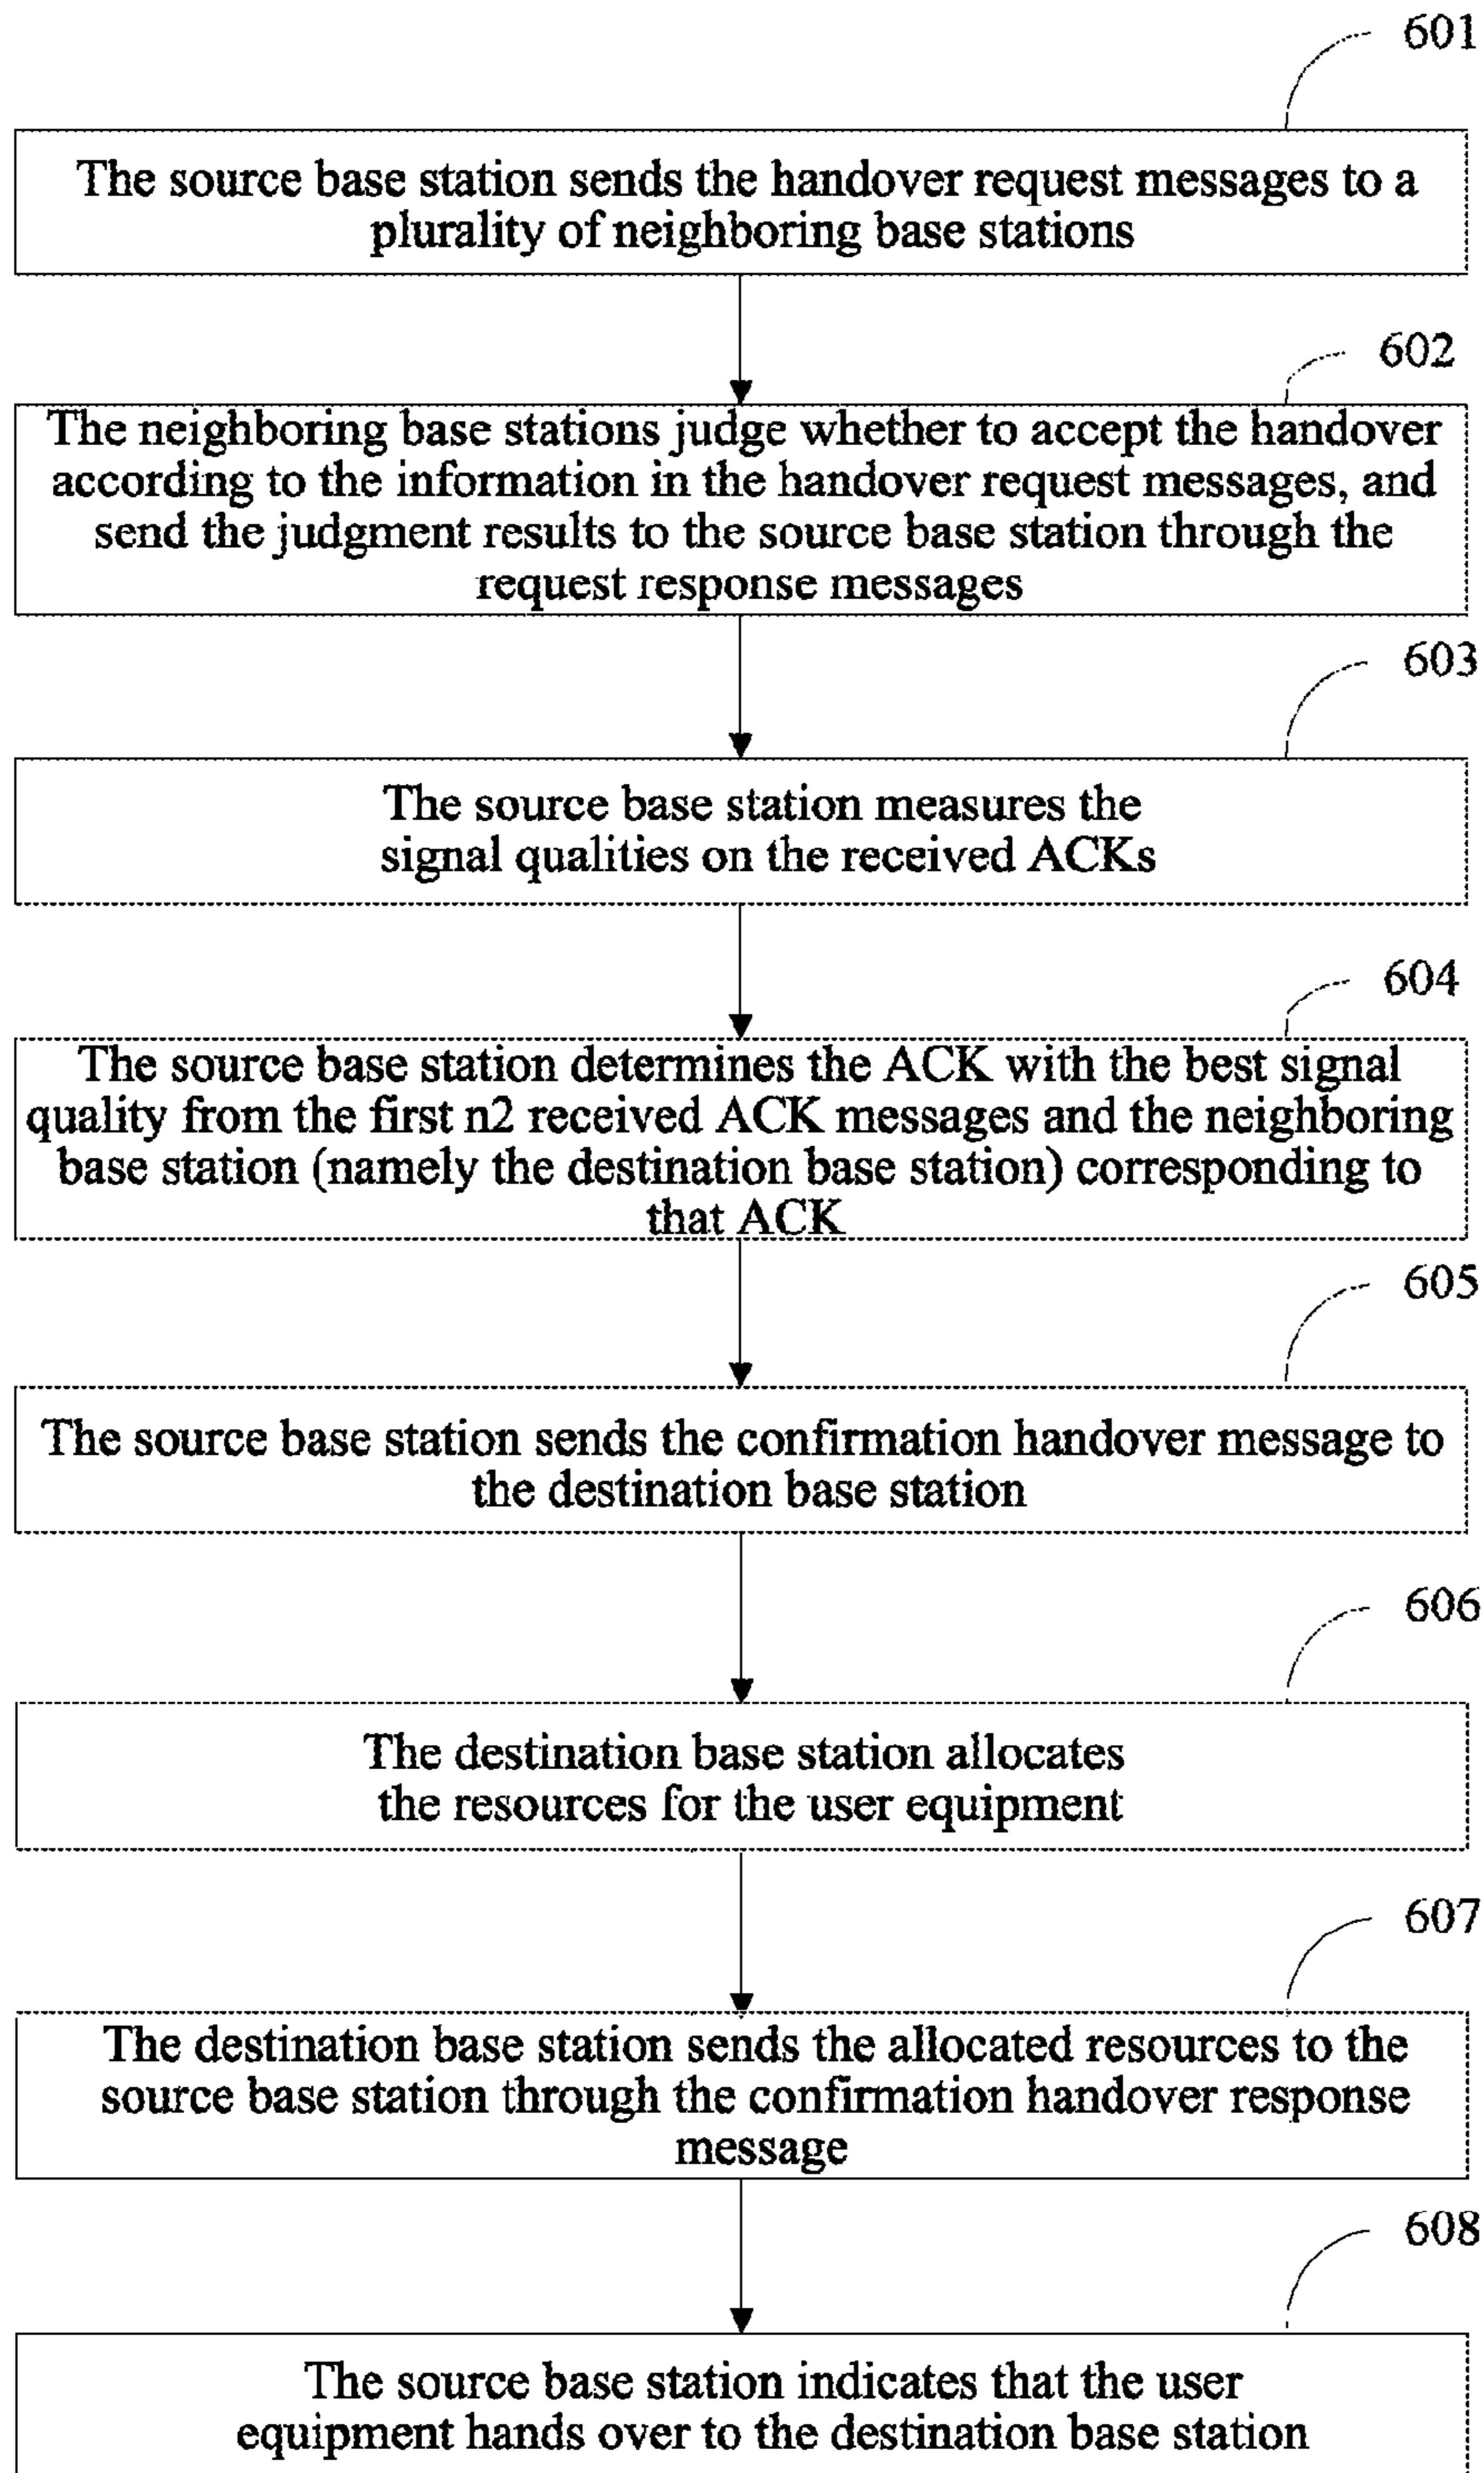 601
The source base station sends the handover request messages to a
plurality of neighboring base stations
602
The neighboring base stations judge whether to accept the handover
according to the information in the handover request messages, and
send the judgment results to the source base station through the
request response messages
603
The source base station measures the
signal qualities on the received ACKs
604
The source base station determines the ACK with the best signal
quality from the first n2 received ACK messages and the neighboring
base station (namely the destination base station) corresponding to
that ACK
605
The source base station sends the confirmation handover message to
the destination base station
606
The destination base station allocates
the resources for the user equipment
607
The destination base station sends the allocated resources to the
source base station through the confirmation handover response
message
608
The source base station indicates that the user
equipment hands over to the destination base station